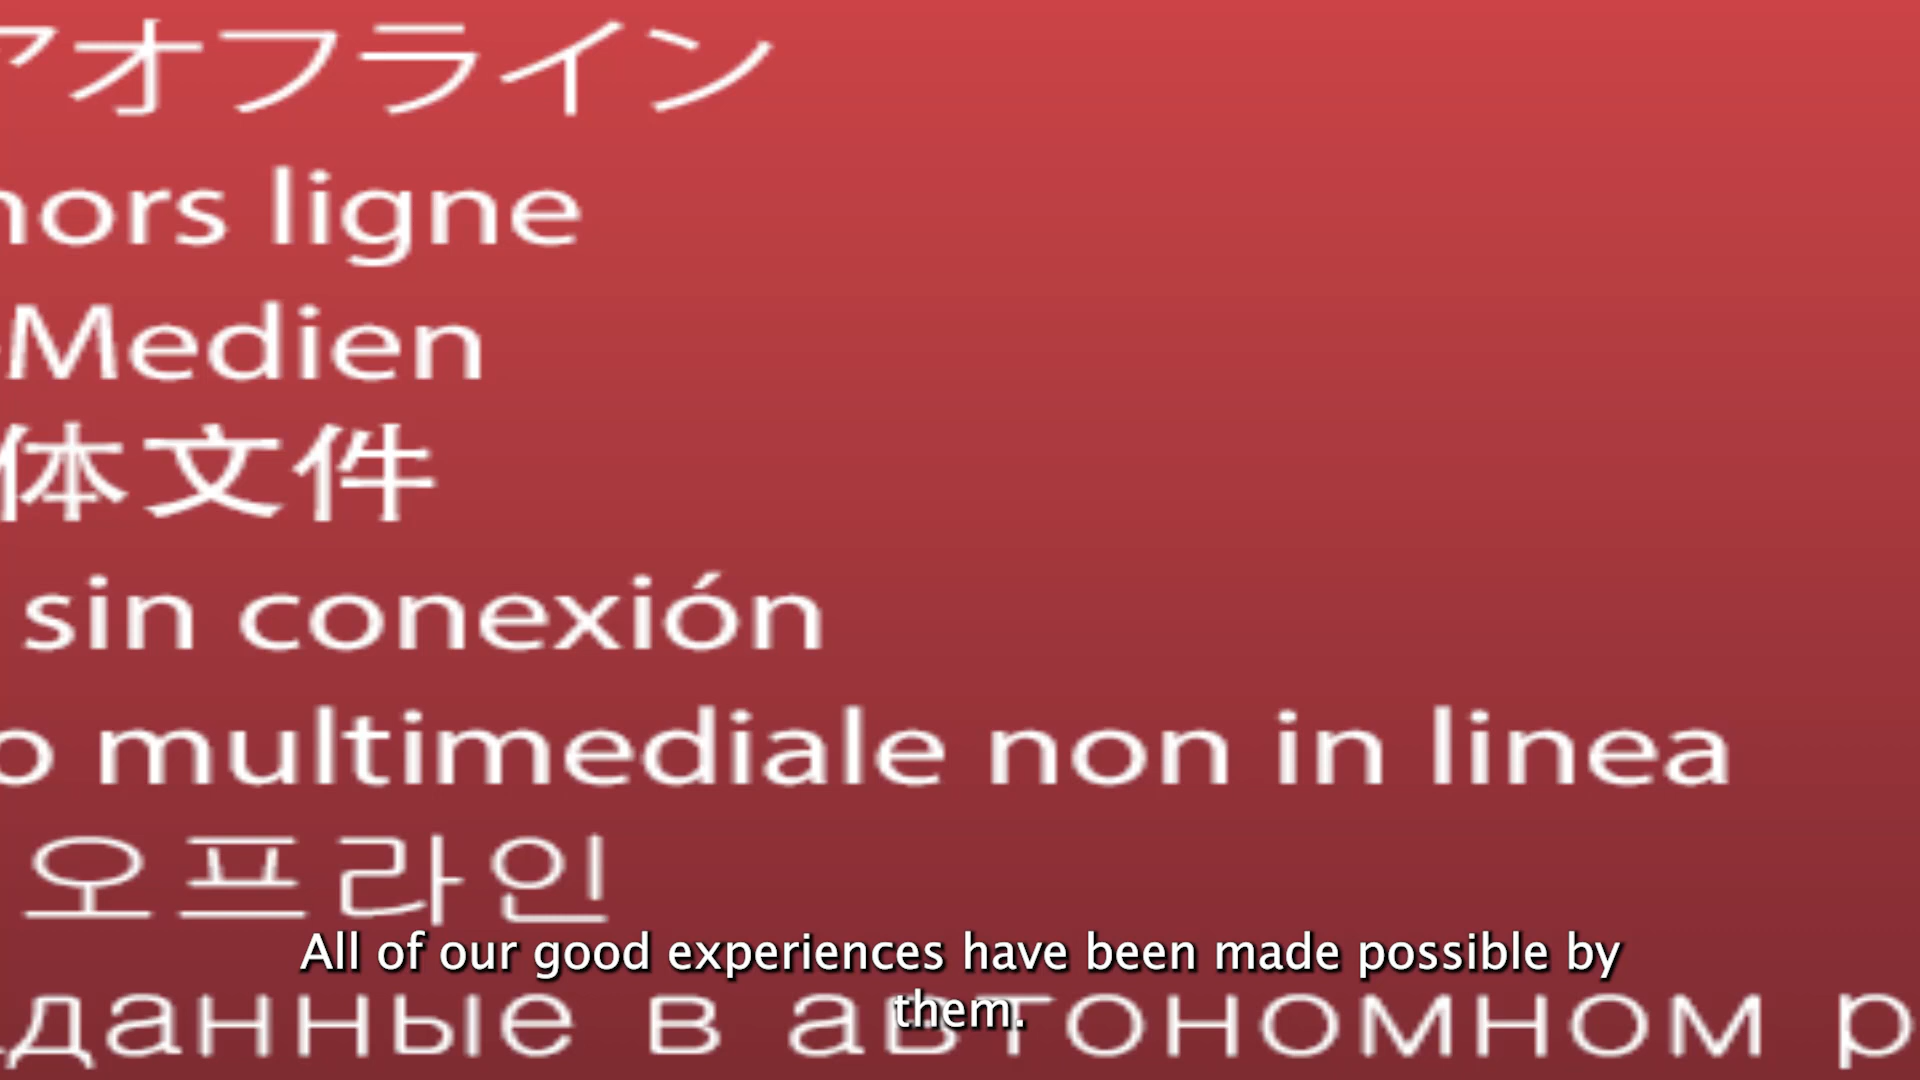 アオフライン
hors ligne
-Medien
体文件
sin conexión
o multimediale non in linea
오프라인
All of our good experiences have been made possible by
them.
данные в автономном р